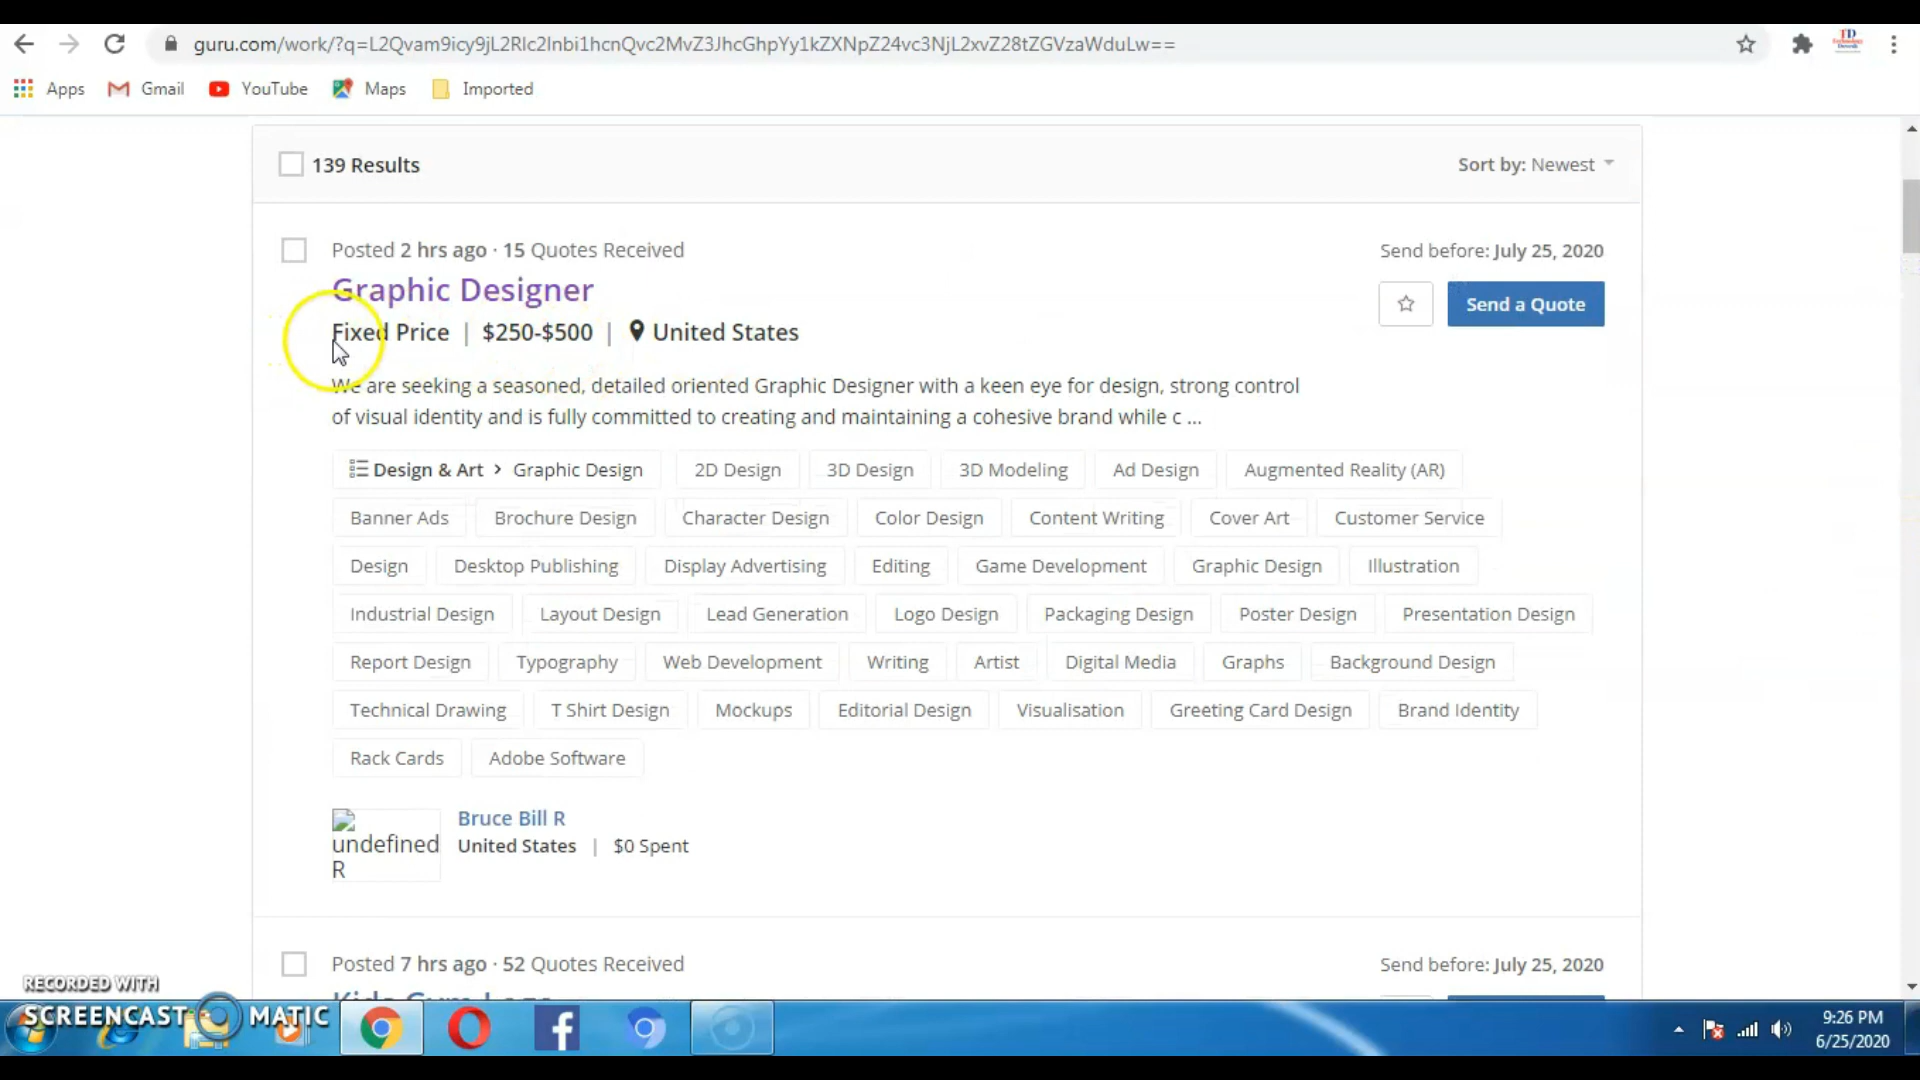 guru.com/work/?q=L2Qvam9icy9jL2Rlc2lnbi1hcnQvc2MvZ3JhcGhpYy1kZXNpZ24vc3NjL2xvZ28tZGVzaWduLw==
TD
Apps Gmail YouTube Maps Imported
139 Results Sort by: Newest
Posted 2 hrs ago · 15 Quotes Received Send before: July 25, 2020
Graphic Designer
Send a Quote
Fixed Price | $250-$500 | United States
We are seeking a seasoned, detailed oriented Graphic Designer with a keen eye for design, strong control
of visual identity and is fully committed to creating and maintaining a cohesive brand while c ...
Design & Art > Graphic Design 2D Design 3D Design 3D Modeling Ad Design Augmented Reality (AR)
Banner Ads Brochure Design Character Design Color Design Content Writing Cover Art Customer Service
Design Desktop Publishing Display Advertising Editing Game Development Graphic Design Illustration
Industrial Design Layout Design Lead Generation Logo Design Packaging Design Poster Design Presentation Design
Report Design Typography Web Development Writing Artist Digital Media Graphs Background Design
Technical Drawing T Shirt Design Mockups Editorial Design Visualisation Greeting Card Design Brand Identity
Rack Cards Adobe Software
undefined
R
Bruce Bill R
United States | $0 Spent
Posted 7 hrs ago · 52 Quotes Received Send before: July 25, 2020
Kids Gym Logo
RECORDED WITH
SCREENCAST MATIC
9:26 PM
6/25/2020